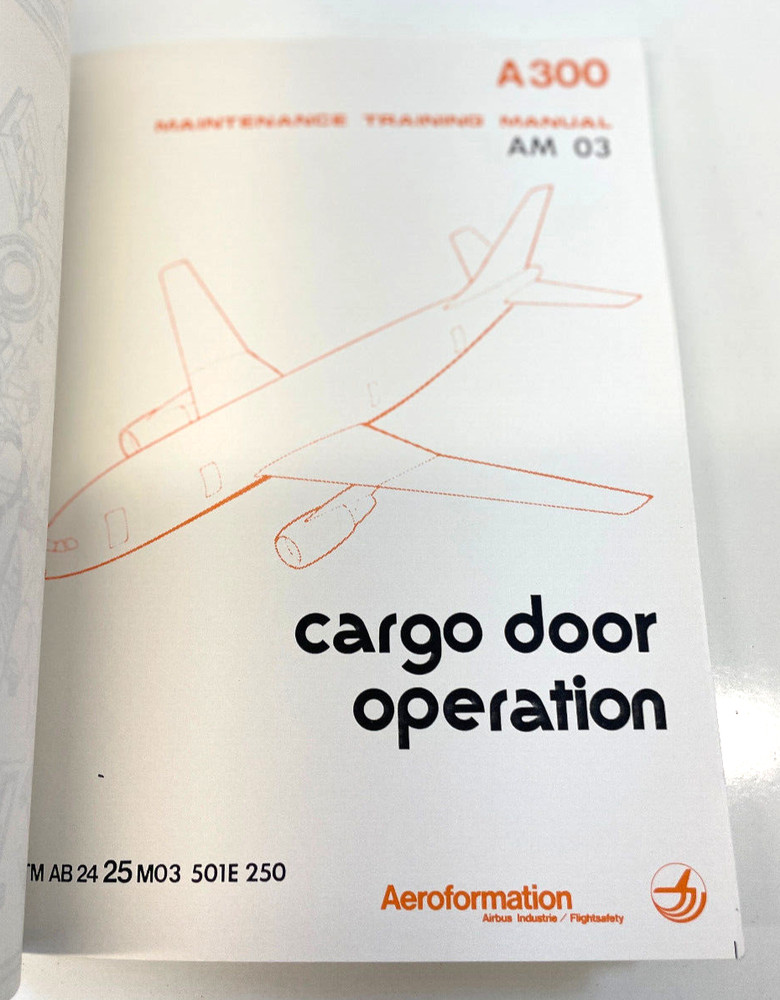 A300
MAINTENANCE TRAINING MANUAL
AM 03
cargo door
operation
TM AB 24 25 M03 501E 250
Aeroformation
Airbus Industrie / Flightsafety